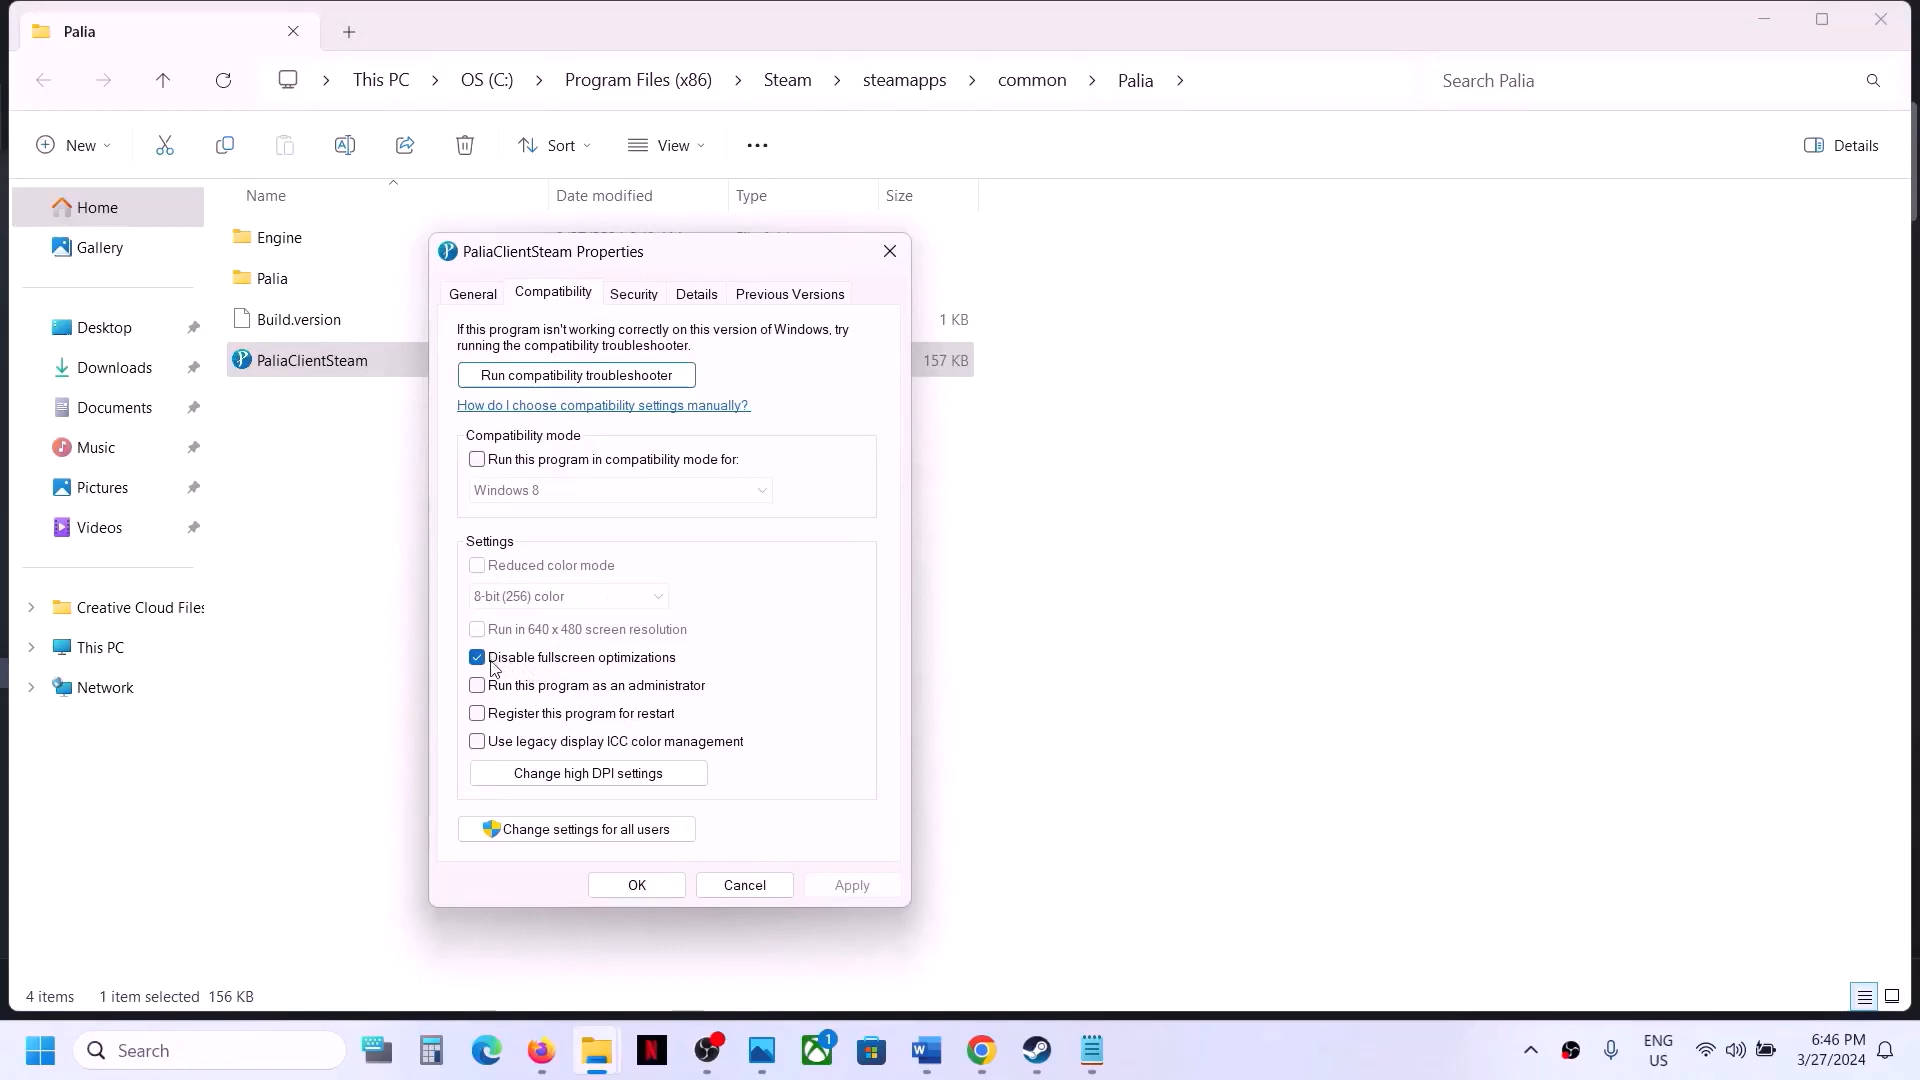 Palia
This PC
OS (C:)
Program Files (x86)
Steam
steamapps
common
Palia
Search Palia
New
Sort
View
Details
Name
Date modified
Type
Size
Home
Gallery
Desktop
Downloads
Documents
Music
Pictures
Videos
Creative Cloud Files
This PC
Network
Engine
Palia
Build.version
1 KB
PaliaClientSteam
157 KB
PaliaClientSteam Properties
General
Compatibility
Security
Details
Previous Versions
If this program isn't working correctly on this version of Windows, try
running the compatibility troubleshooter.
Run compatibility troubleshooter
How do I choose compatibility settings manually?
Compatibility mode
Run this program in compatibility mode for:
Windows 8
Settings
Reduced color mode
8-bit (256) color
Run in 640 x 480 screen resolution
Disable fullscreen optimizations
Run this program as an administrator
Register this program for restart
Use legacy display ICC color management
Change high DPI settings
Change settings for all users
OK
Cancel
Apply
4 items
1 item selected 156 KB
Search
1
ENG
US
6:46 PM
3/27/2024